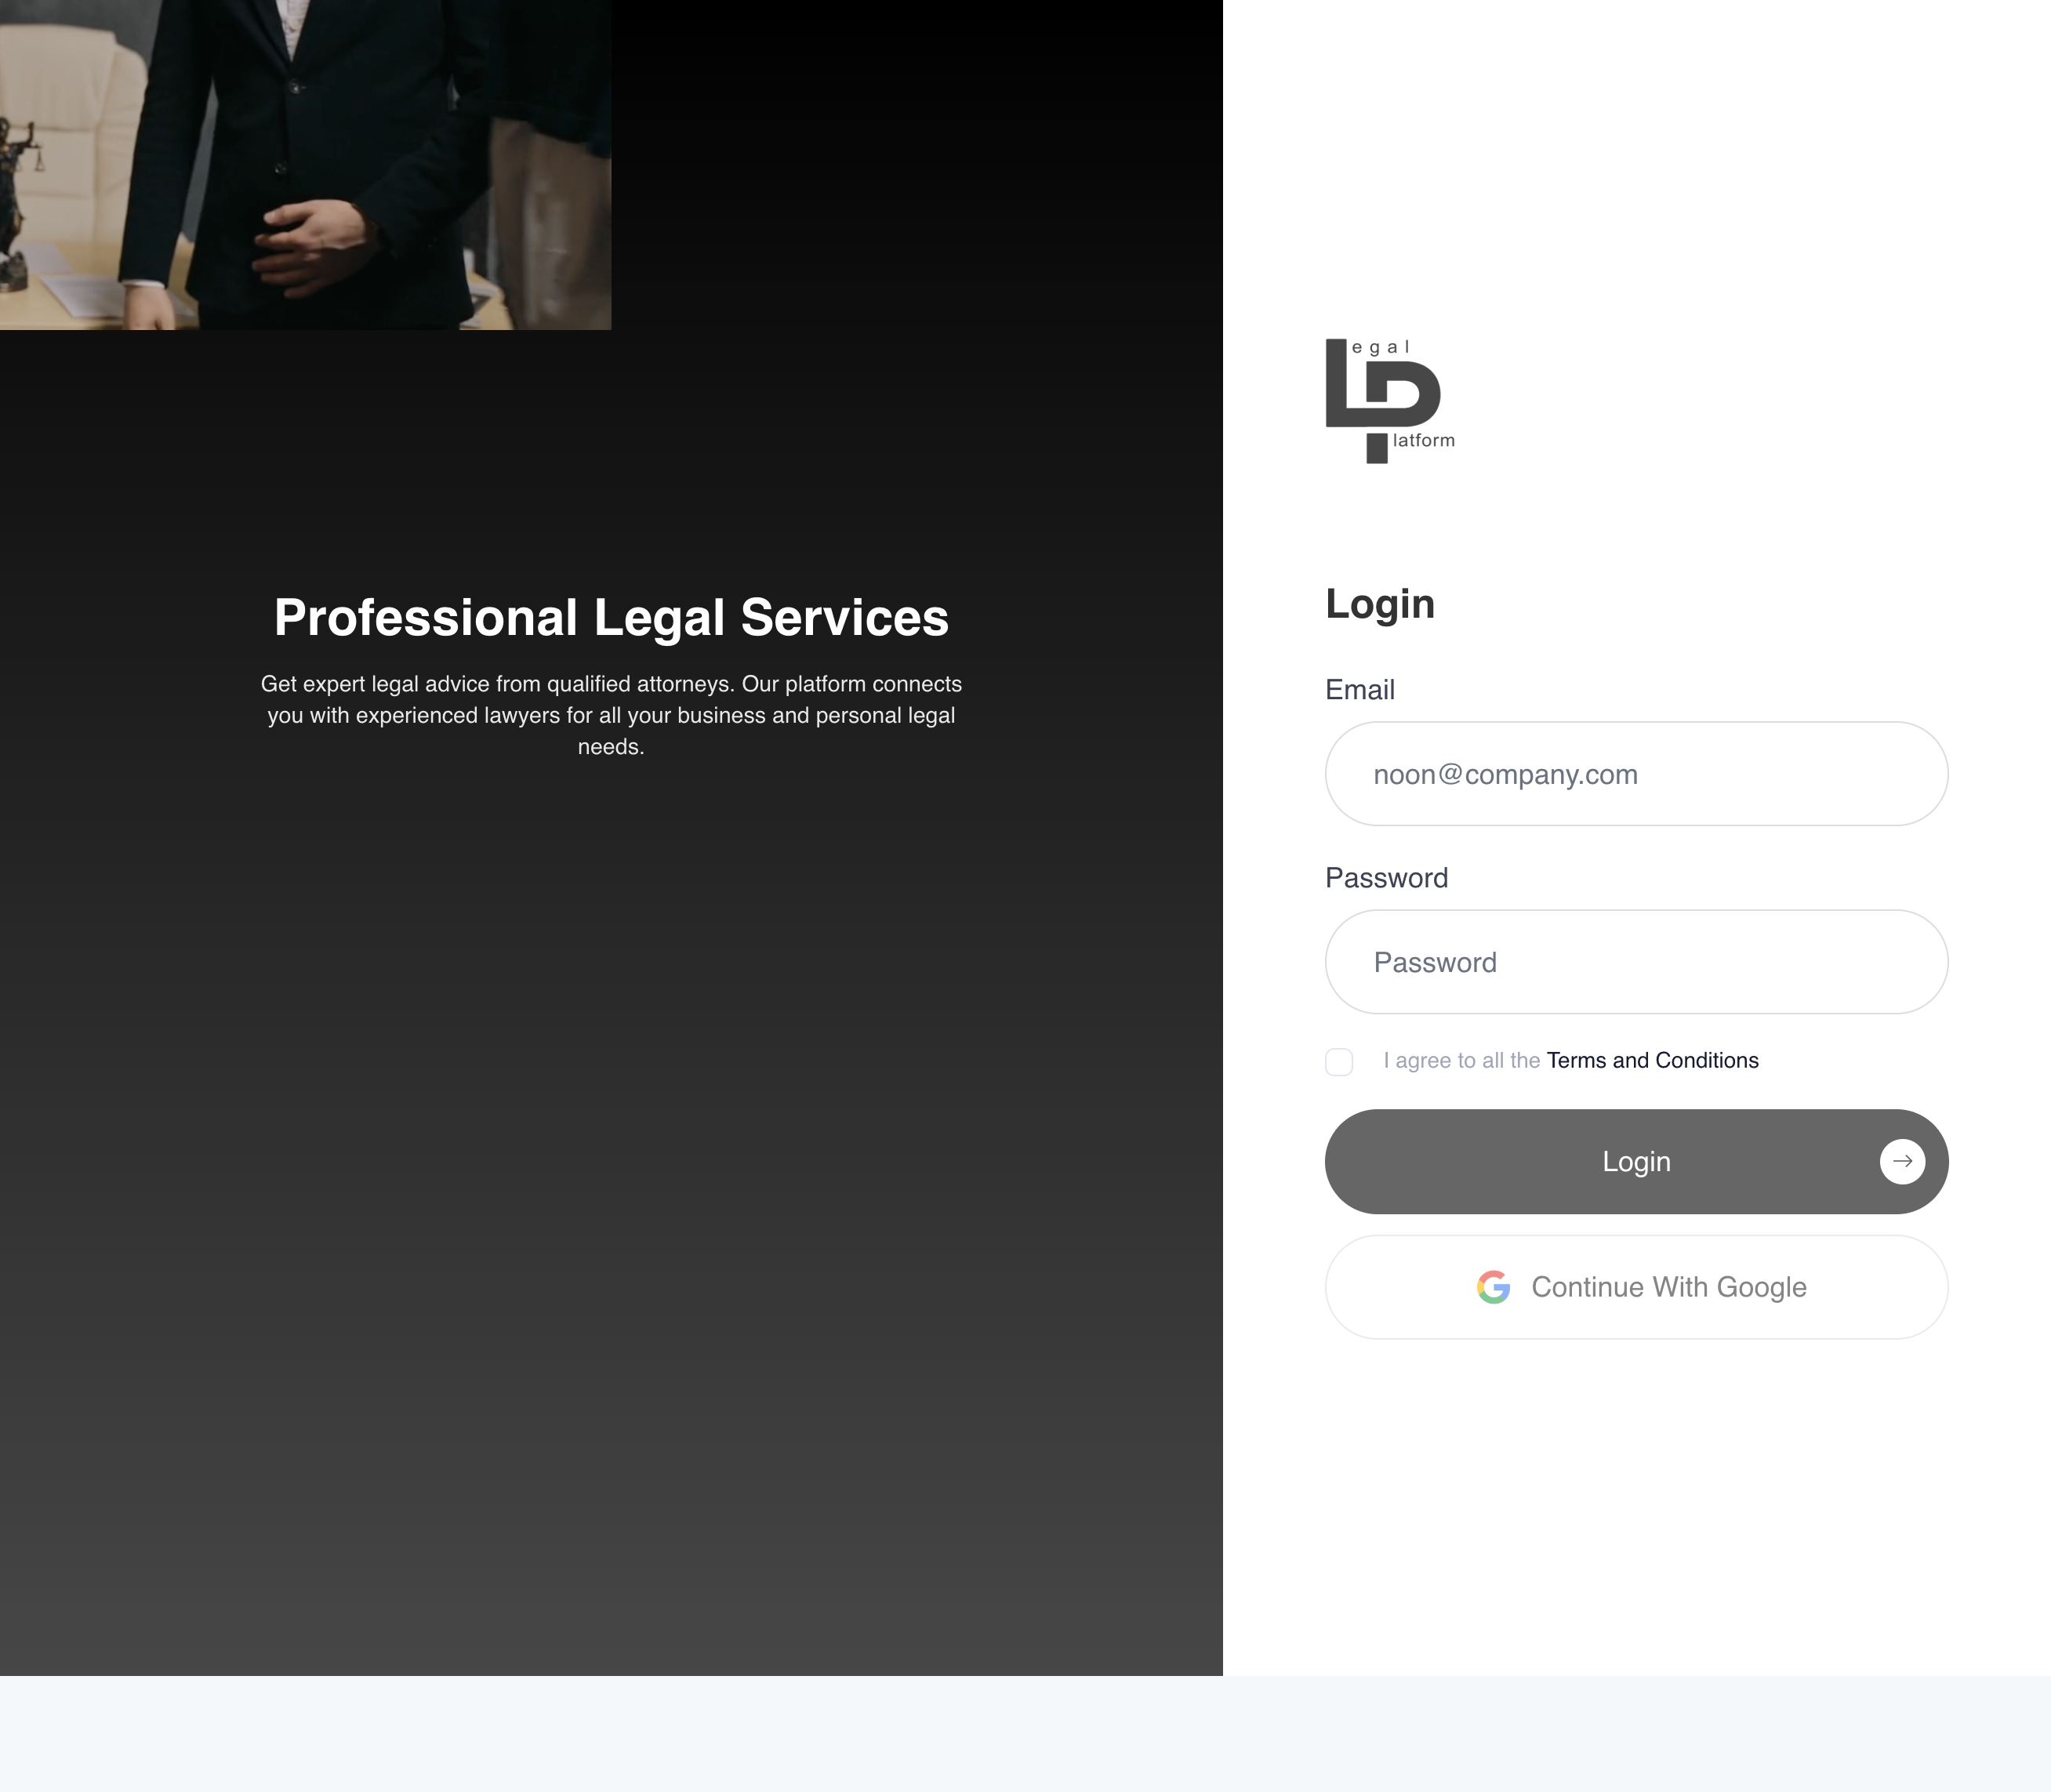 Professional Legal Services
Get expert legal advice from qualified attorneys. Our platform connects
you with experienced lawyers for all your business and personal legal
needs.
Legal
Platform
Login
Email
noon@company.com
Password
Password
I agree to all the Terms and Conditions
Login
Continue With Google